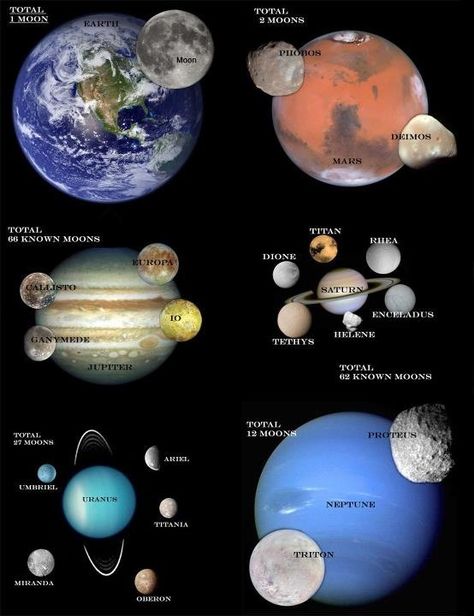 TOTAL
1 MOON
EARTH
Moon
TOTAL
2 MOONS
PHOBOS
DEIMOS
MARS
TOTAL
66 KNOWN MOONS
EUROPA
CALLISTO
IO
GANYMEDE
JUPITER
TITAN
RHEA
DIONE
SATURN
ENCELADUS
HELENE
TETHYS
TOTAL
62 KNOWN MOONS
TOTAL
27 MOONS
ARIEL
UMBRIEL
URANUS
TITANIA
MIRANDA
OBERON
TOTAL
12 MOONS
PROTEUS
NEPTUNE
TRITON